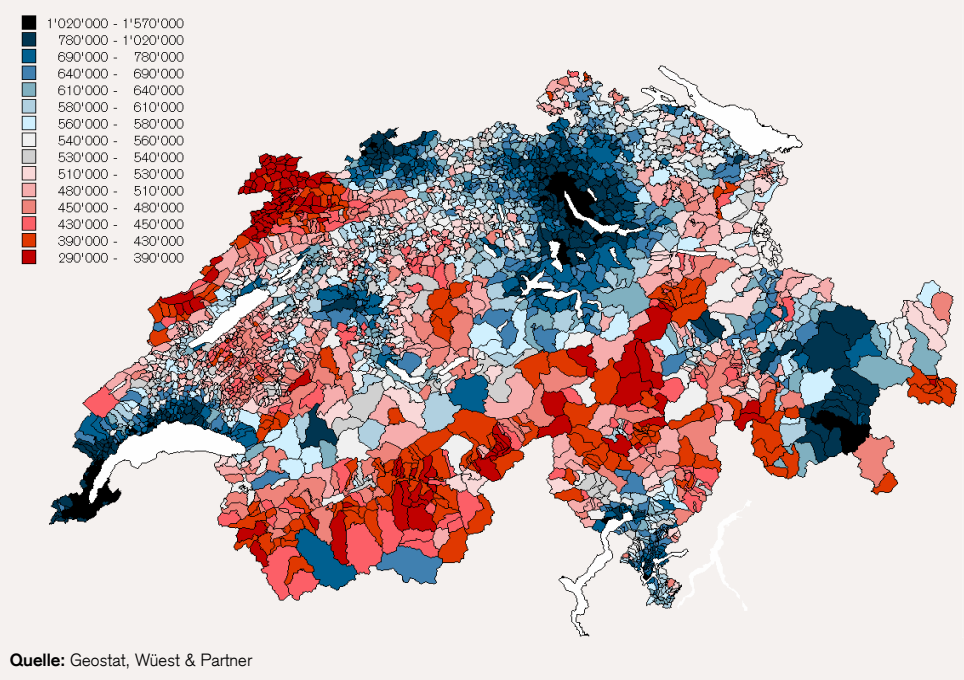 1'020'000 - 1'570'000
780'000 - 1'020'000
690'000 - 780'000
640'000 - 690'000
610'000 - 640'000
580'000 - 610'000
560'000 - 580'000
540'000 - 560'000
530'000 - 540'000
510'000 - 530'000
480'000 - 510'000
450'000 - 480'000
430'000 - 450'000
390'000 - 430'000
290'000 - 390'000
Quelle: Geostat, Wüest & Partner